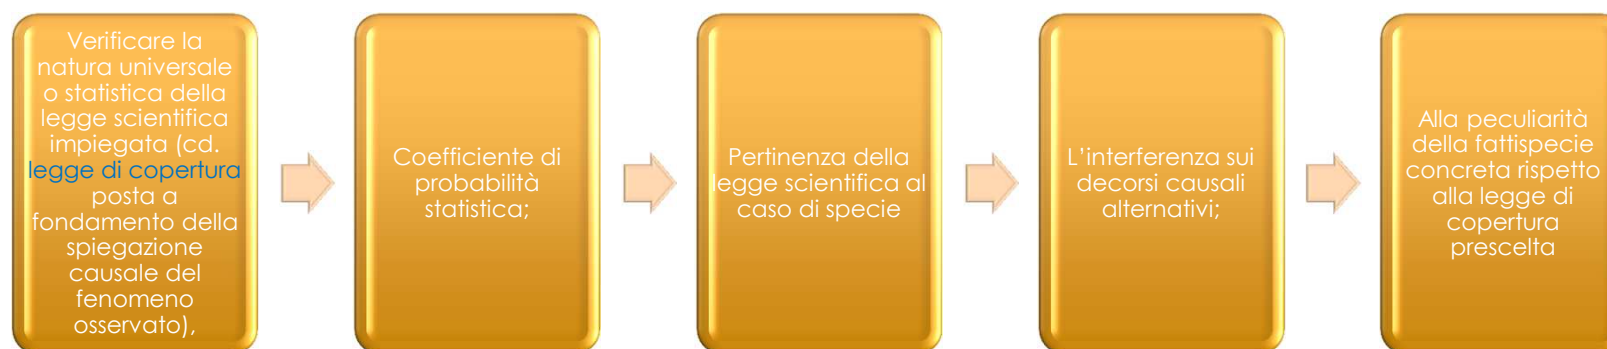 Verificare la
natura universale
o statistica della
legge scientifica
impiegata (cd.
legge di copertura
posta a
fondamento della
spiegazione
causale del
fenomeno
osservato),
Coefficiente di
probabilità
statistica;
Pertinenza della
legge scientifica al
caso di specie
L'interferenza sui
decorsi causali
alternativi;
Alla peculiarità
della fattispecie
concreta rispetto
alla legge di
copertura
prescelta